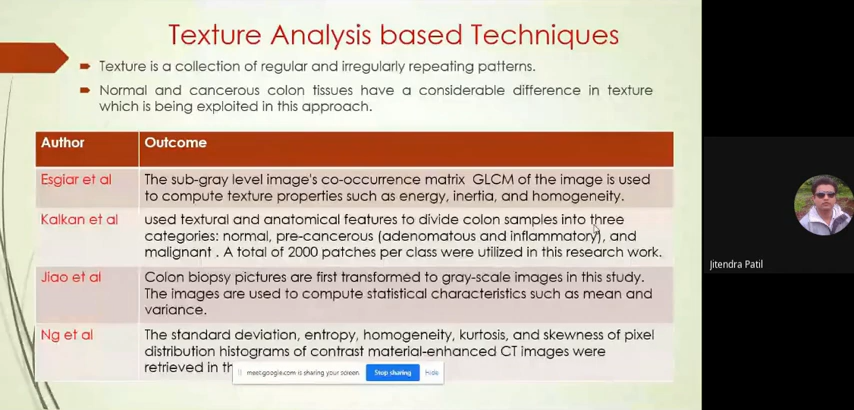 Texture Analysis based Techniques
Texture is a collection of regular and irregularly repeating patterns.
Normal and cancerous colon tissues have a considerable difference in texture
which is being exploited in this approach.
Author Outcome
Esgiar et al The sub-gray level image's co-occurrence matrix GLCM of the image is used
to compute texture properties such as energy, inertia, and homogeneity.
Kalkan et al used textural and anatomical features to divide colon samples into three
categories: normal, pre-cancerous (adenomatous and inflammatory), and
malignant . A total of 2000 patches per class were utilized in this research work.
Jiao et al Colon biopsy pictures are first transformed to gray-scale images in this study.
The images are used to compute statistical characteristics such as mean and
variance.
Ng et al The standard deviation, entropy, homogeneity, kurtosis, and skewness of pixel
distribution histograms of contrast material-enhanced CT images were
retrieved in
meet.google.com is sharing your screen. Stop sharing Hide
Jitendra Patil